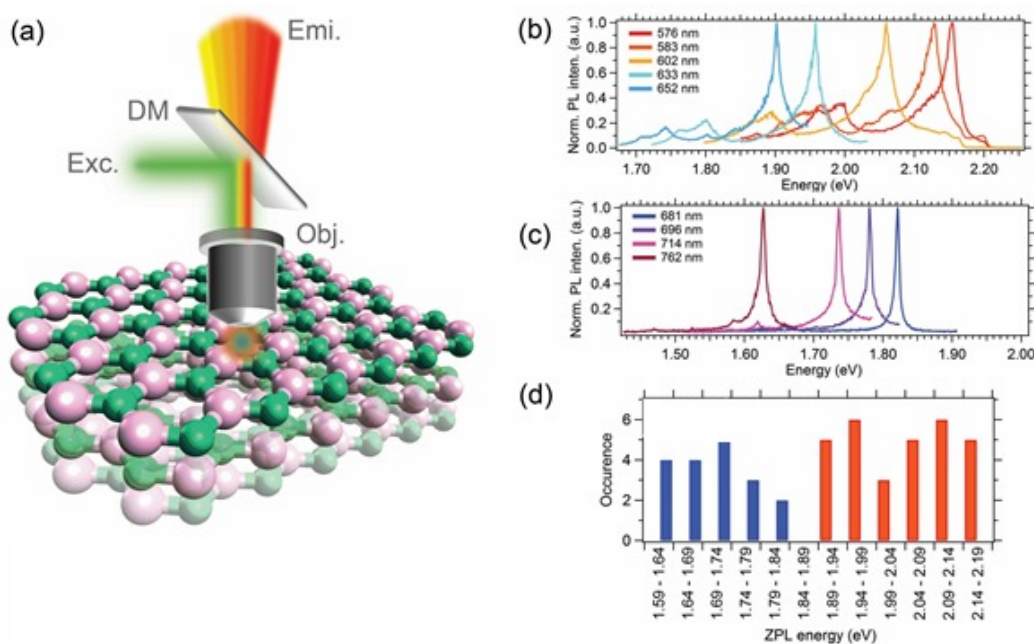 (a)
Emi.
DM
Exc.
Obj.
(b)
Norm. PL inten. (a.u.)
1.0
0.8
0.6
0.4
0.2
0.0
576 nm
583 nm
602 nm
633 nm
652 nm
1.70 1.80 1.90 2.00 2.10 2.20
Energy (eV)
(c)
Norm. PL inten. (a.u.)
1.0
0.8
0.6
0.4
0.2
681 nm
696 nm
714 nm
762 nm
1.50 1.60 1.70 1.80 1.90 2.00
Energy (eV)
(d)
Occurence
6
4
2
0
1.59 - 1.64
1.64 - 1.69
1.69 - 1.74
1.74 - 1.79
1.79 - 1.84
1.84 - 1.89
1.89 - 1.94
1.94 - 1.99
1.99 - 2.04
2.04 - 2.09
2.09 - 2.14
2.14 - 2.19
ZPL energy (eV)